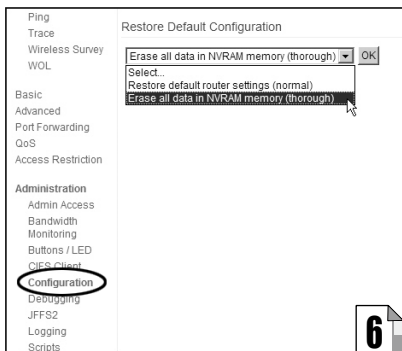 Ping
Trace
Wireless Survey
WOL
Basic
Advanced
Port Forwarding
QoS
Access Restriction
Administration
Admin Access
Bandwidth
Monitoring
Buttons / LED
CIFS Client
Configuration
Debugging
JFFS2
Logging
Scripts
Restore Default Configuration
Erase all data in NVRAM memory (thorough) OK
Select...
Restore default router settings (normal)
Erase all data in NVRAM memory (thorough)
6